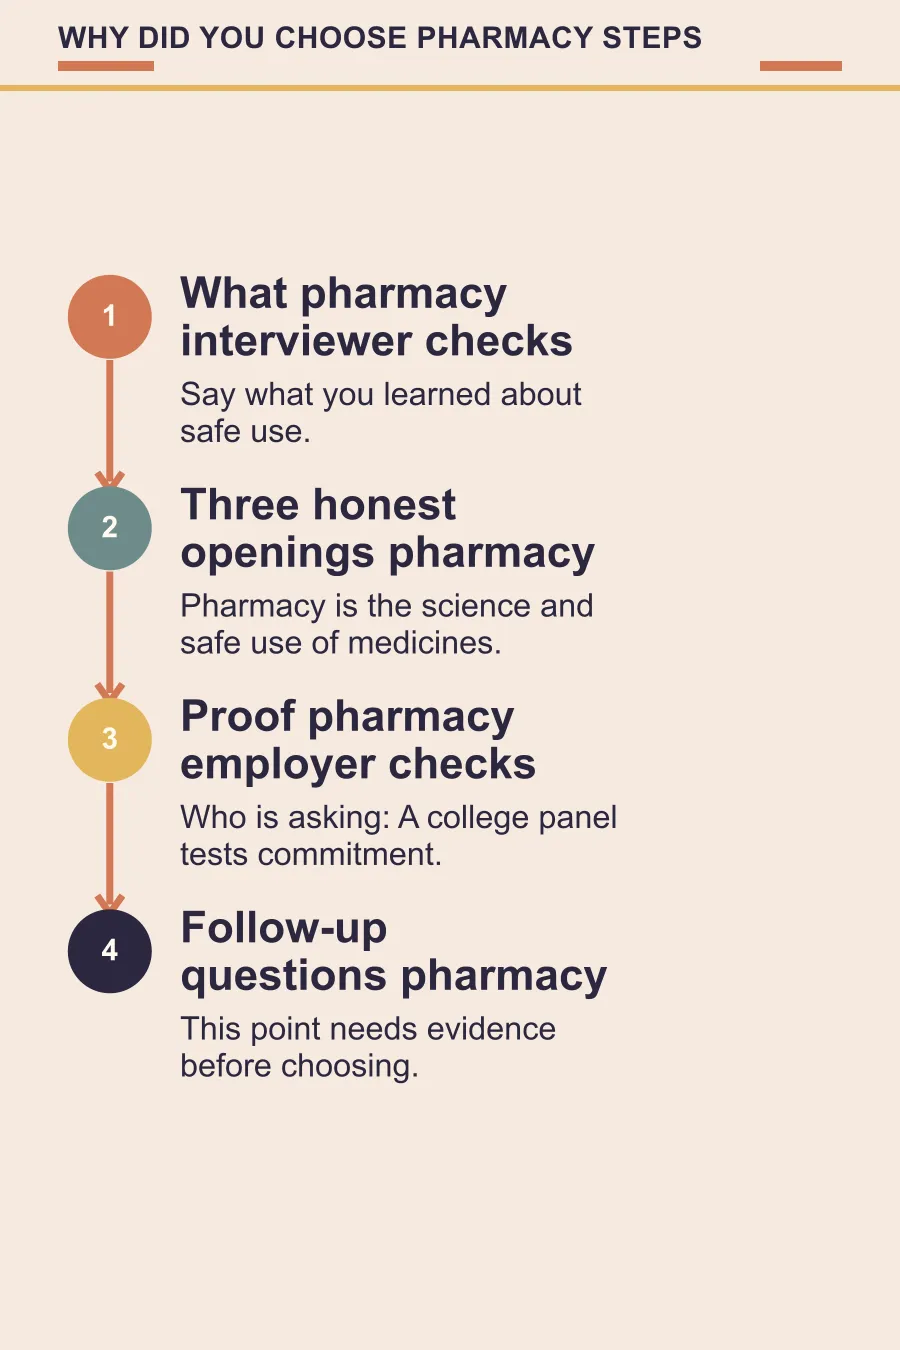 WHY DID YOU CHOOSE PHARMACY STEPS
1
What pharmacy
interviewer checks
Say what you learned about
safe use.
2
Three honest
openings pharmacy
Pharmacy is the science and
safe use of medicines.
3
Proof pharmacy
employer checks
Who is asking: A college panel
tests commitment.
4
Follow-up
questions pharmacy
This point needs evidence
before choosing.